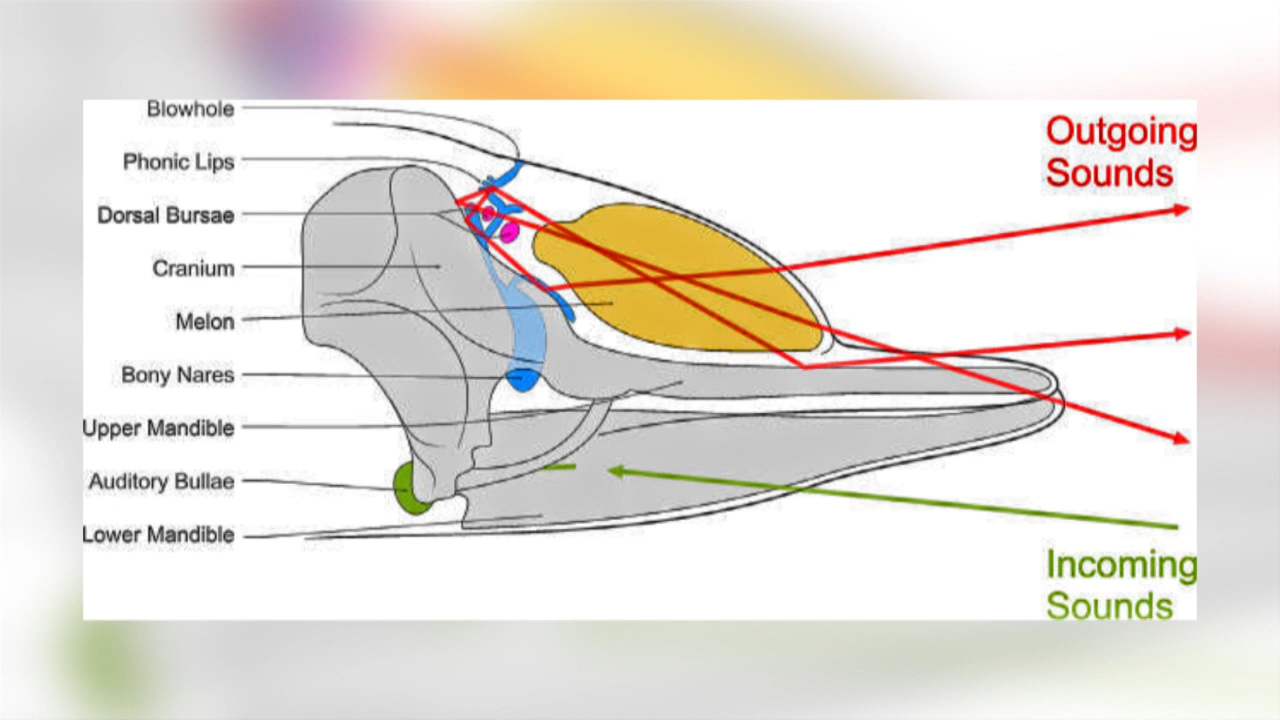 Blowhole
Phonic Lips
Dorsal Bursae
Cranium
Melon
Bony Nares
Upper Mandible
Auditory Bullae
Lower Mandible
Outgoing
Sounds
Incoming
Sounds